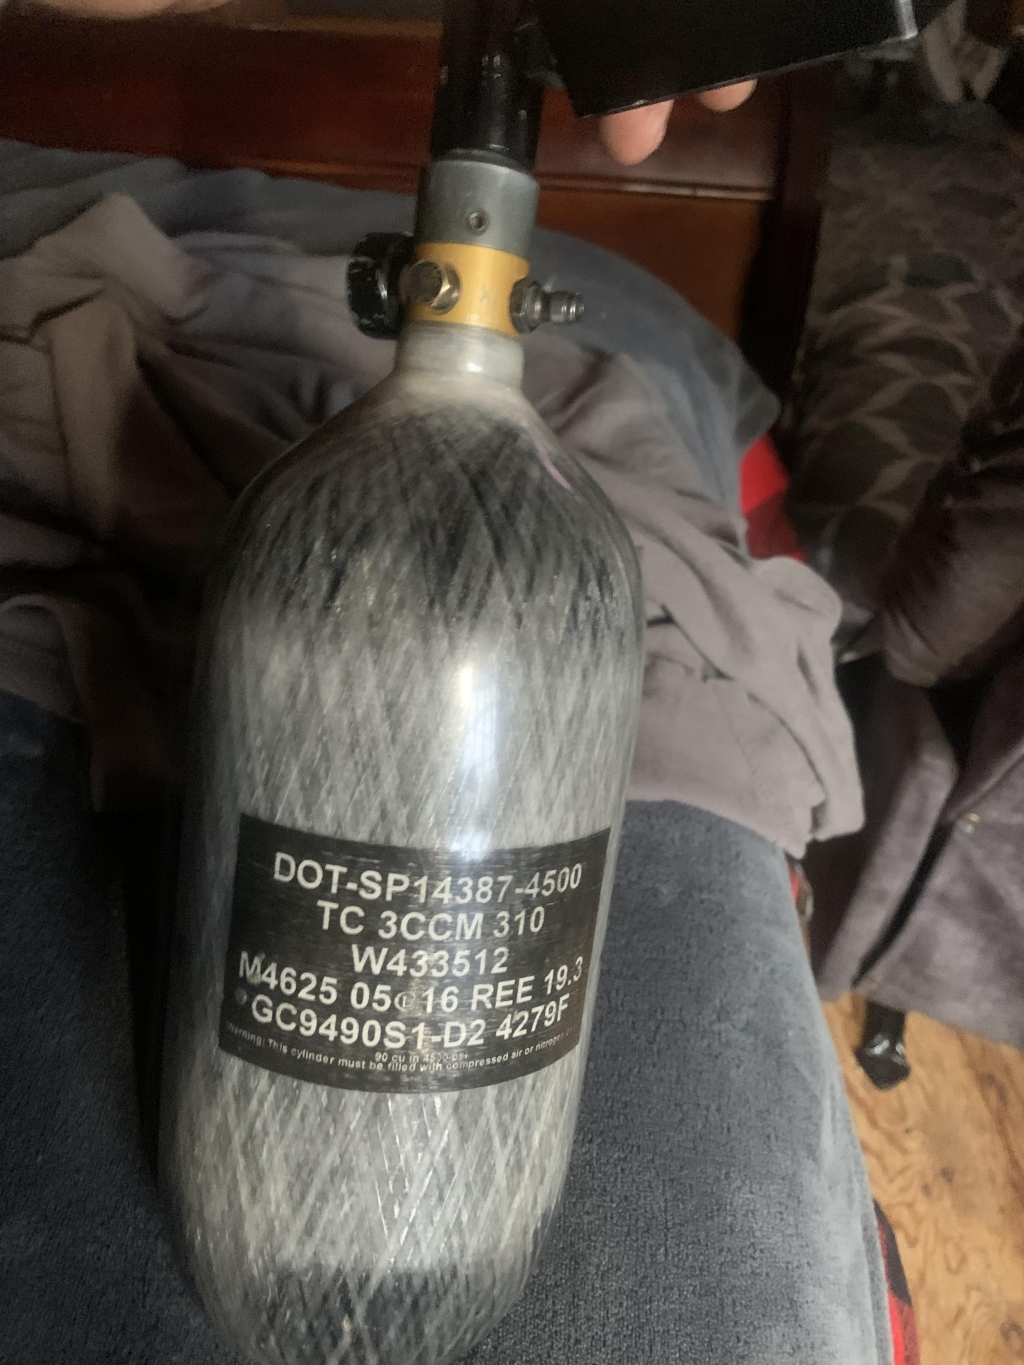 DOT-SP14387-4500
TC 3CCM 310
W433512
M4625 05 16 REE 19.3
GC9490S1-D2 4279F
90 cu in 4500 psi
Warning: This cylinder must be filled with compressed air or nitrogen